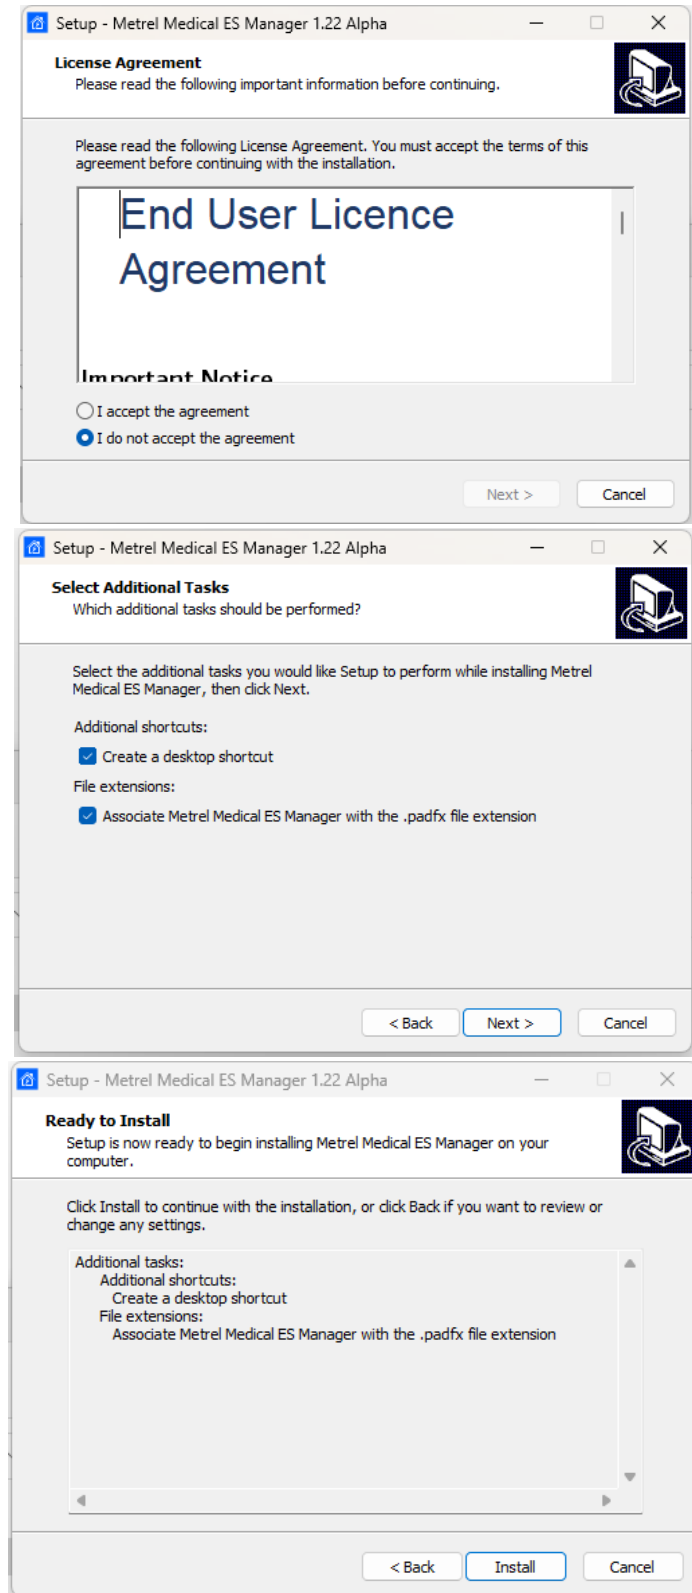 Setup - Metrel Medical ES Manager 1.22 Alpha
License Agreement
Please read the following important information before continuing.
Please read the following License Agreement. You must accept the terms of this
agreement before continuing with the installation.
End User Licence
Agreement
Important Notice
I accept the agreement
I do not accept the agreement
Next >
Cancel
Setup - Metrel Medical ES Manager 1.22 Alpha
Select Additional Tasks
Which additional tasks should be performed?
Select the additional tasks you would like Setup to perform while installing Metrel
Medical ES Manager, then click Next.
Additional shortcuts:
Create a desktop shortcut
File extensions:
Associate Metrel Medical ES Manager with the .padfx file extension
< Back
Next >
Cancel
Setup - Metrel Medical ES Manager 1.22 Alpha
Ready to Install
Setup is now ready to begin installing Metrel Medical ES Manager on your
computer.
Click Install to continue with the installation, or click Back if you want to review or
change any settings.
Additional tasks:
Additional shortcuts:
Create a desktop shortcut
File extensions:
Associate Metrel Medical ES Manager with the .padfx file extension
< Back
Install
Cancel